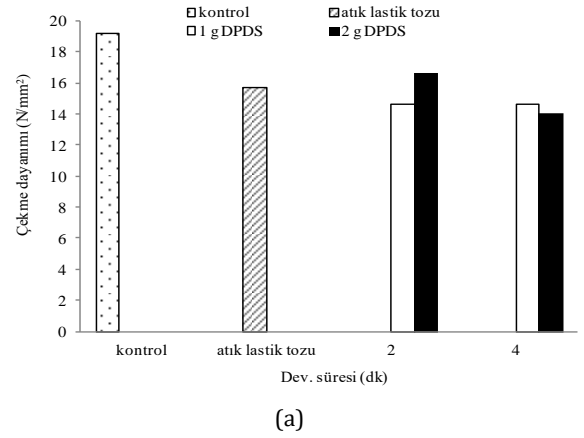 kontrol
atık lastik tozu
1 g DPDS
2 g DPDS
Çekme dayanımı (N/mm²)
20
18
16
14
12
10
8
6
4
2
0
kontrol
atık lastik tozu
2
4
Dev. süresi (dk)
(a)